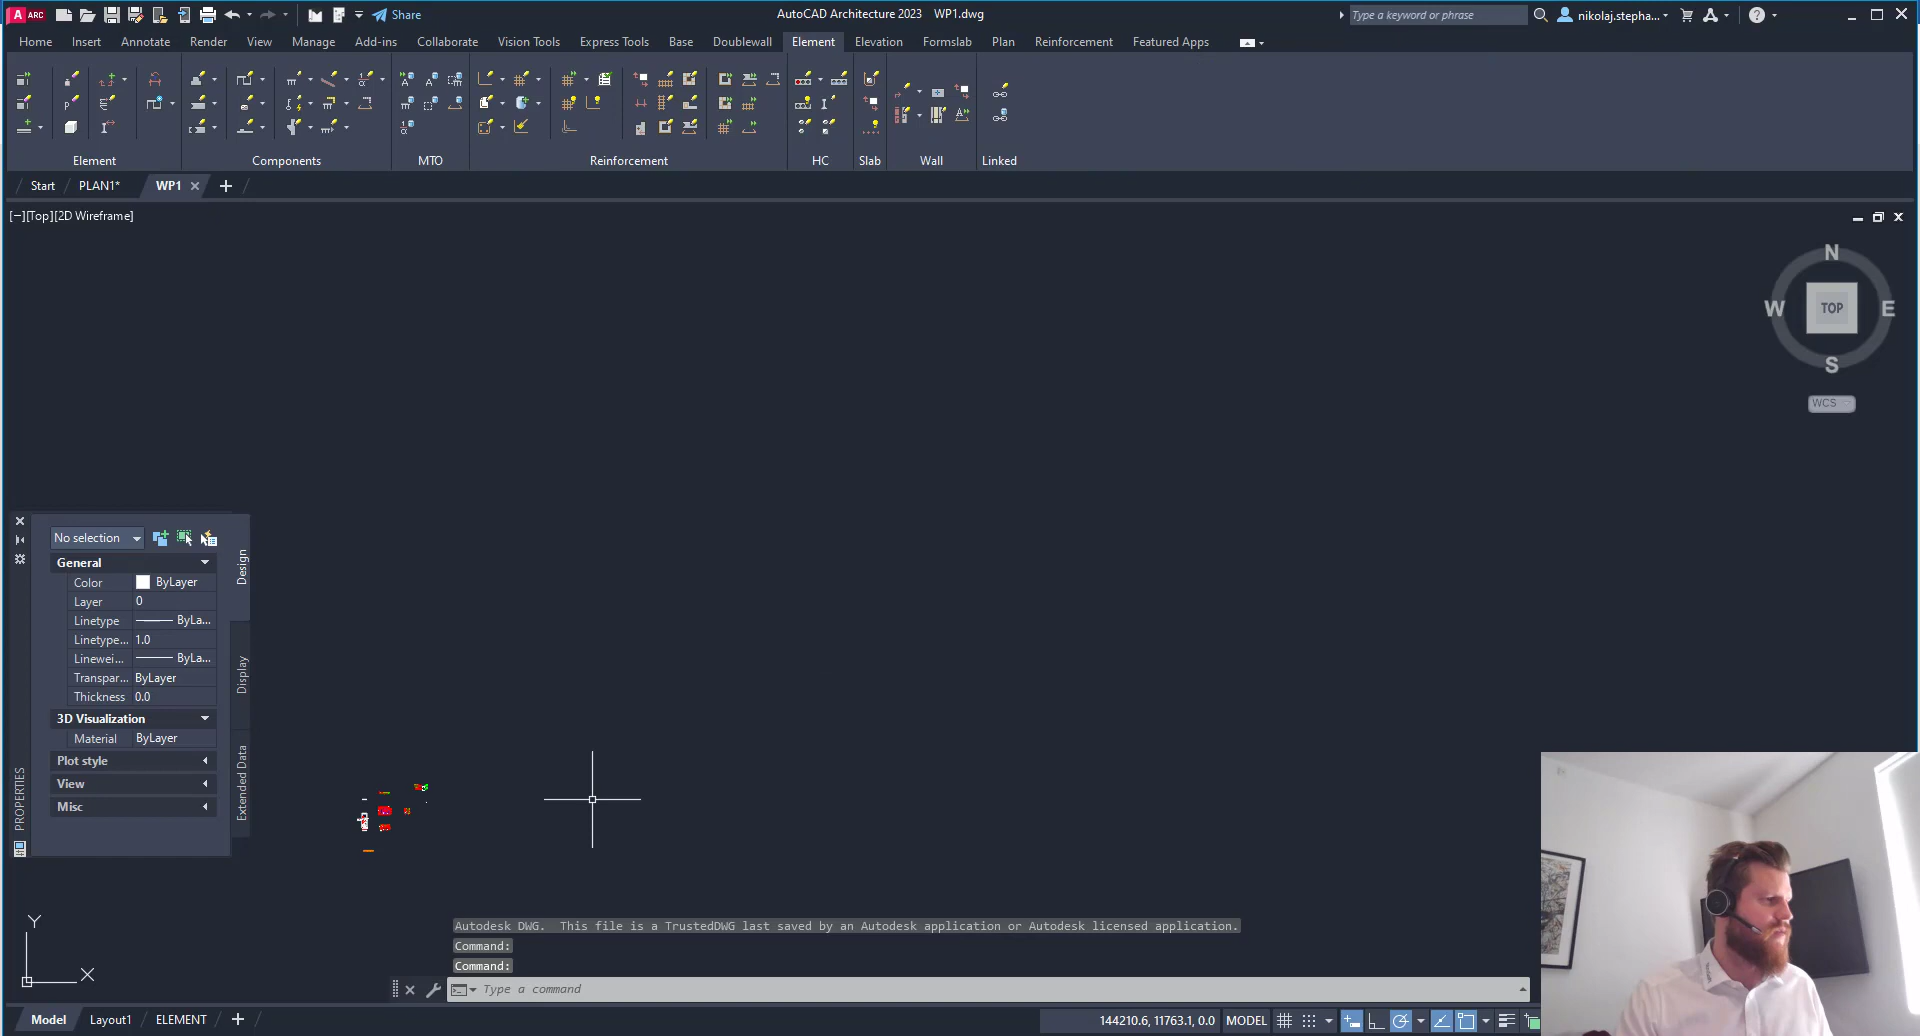 ARC
Share
AutoCAD Architecture 2023 WP1.dwg
Type a keyword or phrase
nikolaj.stepha...
Home Insert Annotate Render View Manage Add-ins Collaborate Vision Tools Express Tools Base Doublewall Element Elevation Formslab Plan Reinforcement Featured Apps
Element Components MTO Reinforcement HC Slab Wall Linked
Start PLAN1* WP1
[−][Top][2D Wireframe]
N
W TOP E
S
WCS
No selection
General
Color ByLayer
Layer 0
Linetype ByLa...
Linetype... 1.0
Linewei... ByLa...
Transpar... ByLayer
Thickness 0.0
3D Visualization
Material ByLayer
Plot style
View
Misc
Design
Display
Extended Data
PROPERTIES
Autodesk DWG. This file is a TrustedDWG last saved by an Autodesk application or Autodesk licensed application.
Command:
Command:
Type a command
Y
X
Model Layout1 ELEMENT
144210.6, 11763.1, 0.0 MODEL